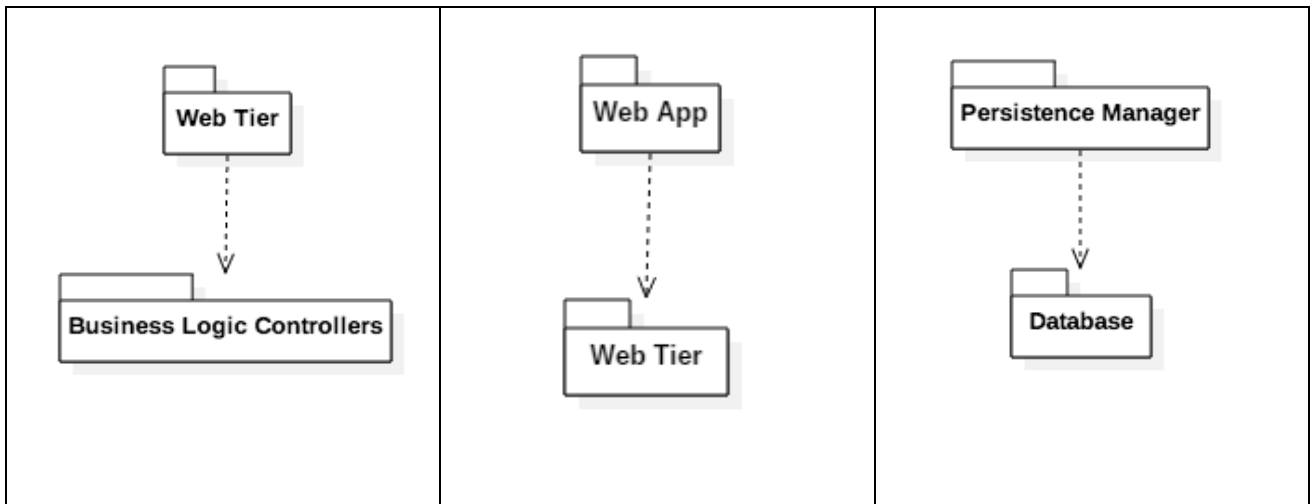 Web Tier
Business Logic Controllers
Web App
Web Tier
Persistence Manager
Database